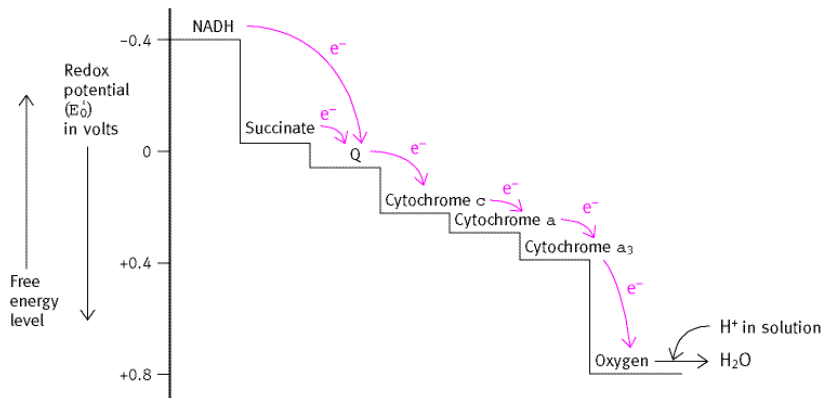 NADH
−0.4
e⁻
Redox
potential
(E₀′)
in volts
Succinate
e⁻
0
Q
e⁻
Cytochrome c
e⁻
Cytochrome a
e⁻
Cytochrome a₃
+0.4
Free
energy
level
e⁻
H⁺ in solution
Oxygen
H₂O
+0.8